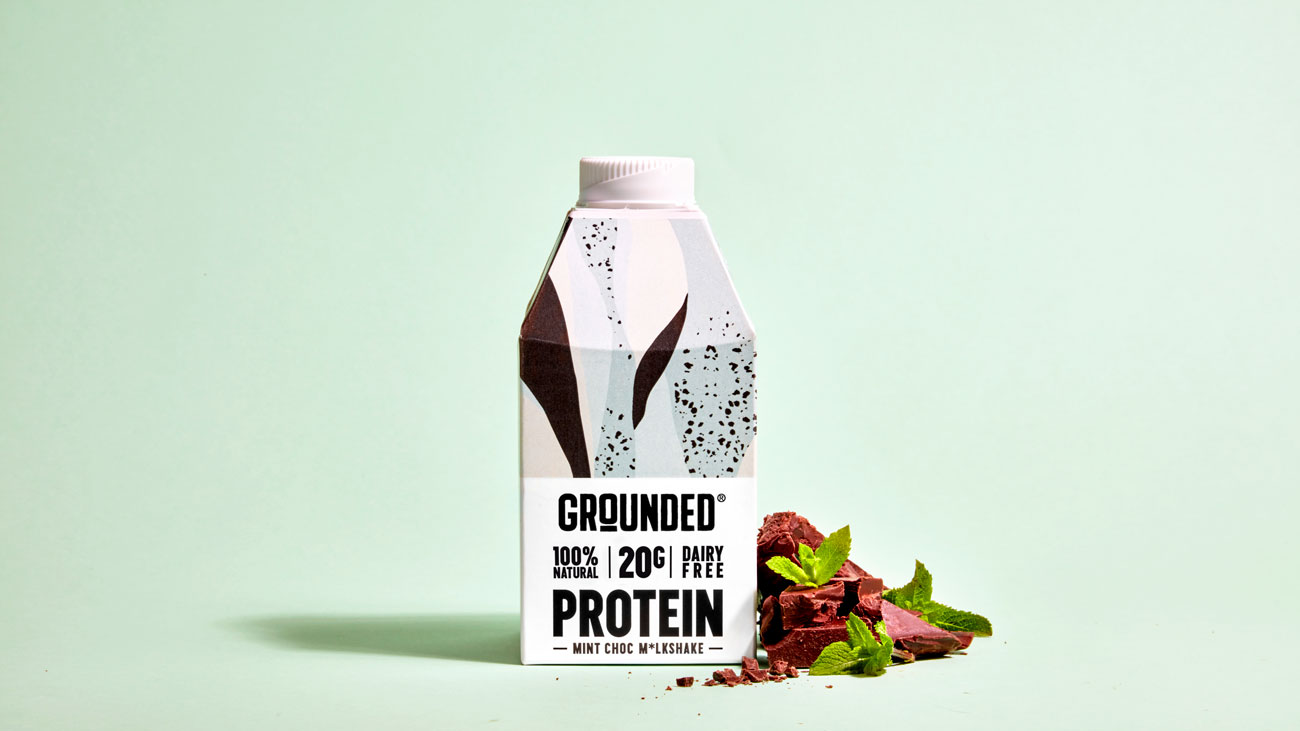 GROUNDED®
100% NATURAL | 20G | DAIRY FREE
PROTEIN
— MINT CHOC M*LKSHAKE —